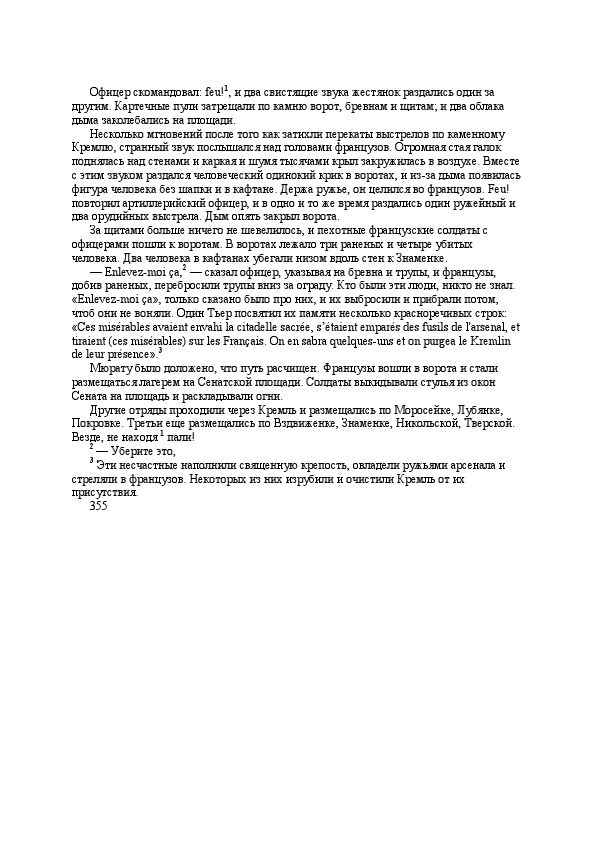 Офицер скомандовал: feu!¹, и два свистящие звука жестянок раздались один за
другим. Картечные пули затрещали по камню ворот, бревнам и щитам; и два облака
дыма заколебались на площади.
Несколько мгновений после того как затихли перекаты выстрелов по каменному
Кремлю, странный звук послышался над головами французов. Огромная стая галок
поднялась над стенами и каркая и шумя тысячами крыл закружилась в воздухе. Вместе
с этим звуком раздался человеческий одинокий крик в воротах, и из-за дыма появилась
фигура человека без шапки и в кафтане. Держа ружье, он целился во французов. Feu!
повторил артиллерийский офицер, и в одно и то же время раздались один ружейный и
два орудийных выстрела. Дым опять закрыл ворота.
За щитами больше ничего не шевелилось, и пехотные французские солдаты с
офицерами пошли к воротам. В воротах лежало три раненых и четыре убитых
человека. Два человека в кафтанах убегали низом вдоль стен к Знаменке.
— Enlevez-moi ça,² — сказал офицер, указывая на бревна и трупы, и французы,
добив раненых, перебросили трупы вниз за ограду. Кто были эти люди, никто не знал.
«Enlevez-moi ça», только сказано было про них, и их выбросили и прибрали потом,
чтоб они не воняли. Один Тьер посвятил их памяти несколько красноречивых строк:
«Ces misérables avaient envahi la citadelle sacrée, s’étaient emparés des fusils de l'arsenal, et
tiraient (ces misérables) sur les Français. On en sabra quelques-uns et on purgea le Kremlin
de leur présence».³
Мюрату было доложено, что путь расчищен. Французы вошли в ворота и стали
размещаться лагерем на Сенатской площади. Солдаты выкидывали стулья из окон
Сената на площадь и раскладывали огни.
Другие отряды проходили через Кремль и размещались по Моросейке, Лубянке,
Покровке. Третьи еще размещались по Вздвиженке, Знаменке, Никольской, Тверской.
Везде, не находя ¹ пали!
² — Уберите это,
³ Эти несчастные наполнили священную крепость, овладели ружьями арсенала и
стреляли в французов. Некоторых из них изрубили и очистили Кремль от их
присутствия.
355